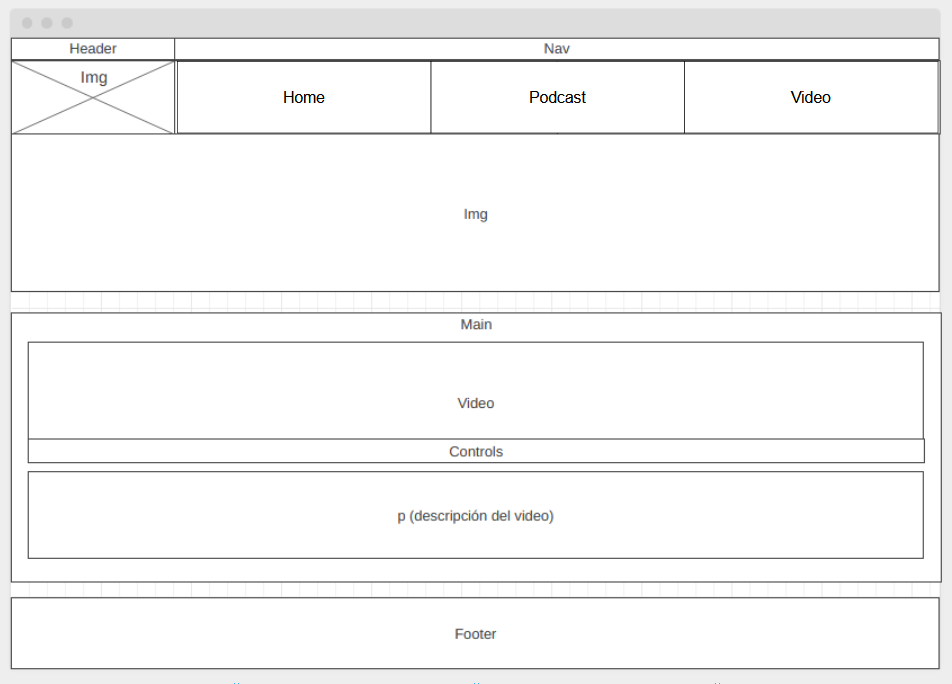 Header
Nav
Img
Home
Podcast
Video
Img
Main
Video
Controls
p (descripción del video)
Footer